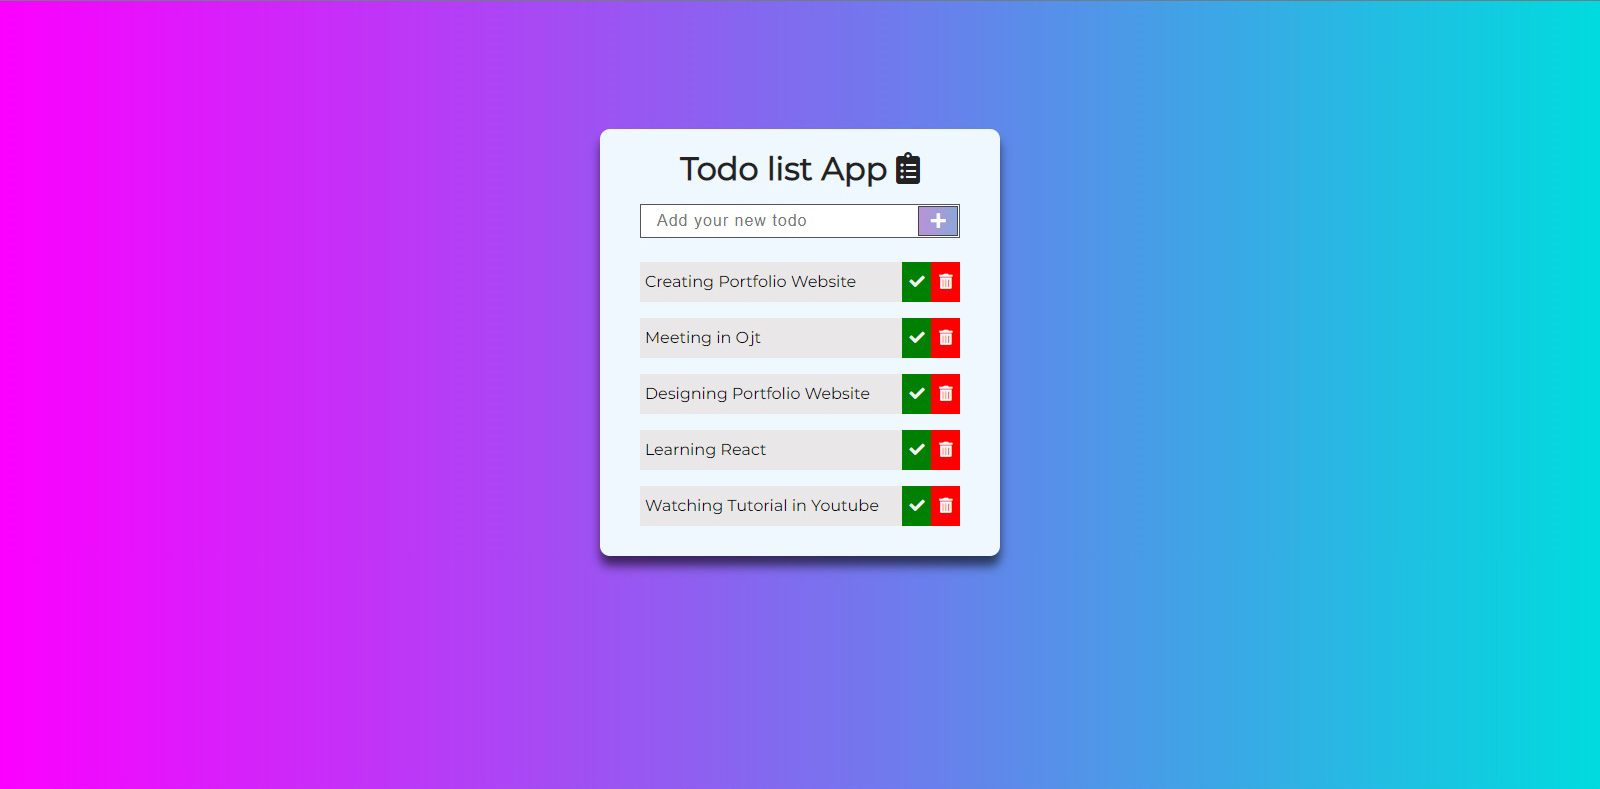 Todo list App
Add your new todo
Creating Portfolio Website
Meeting in Ojt
Designing Portfolio Website
Learning React
Watching Tutorial in Youtube